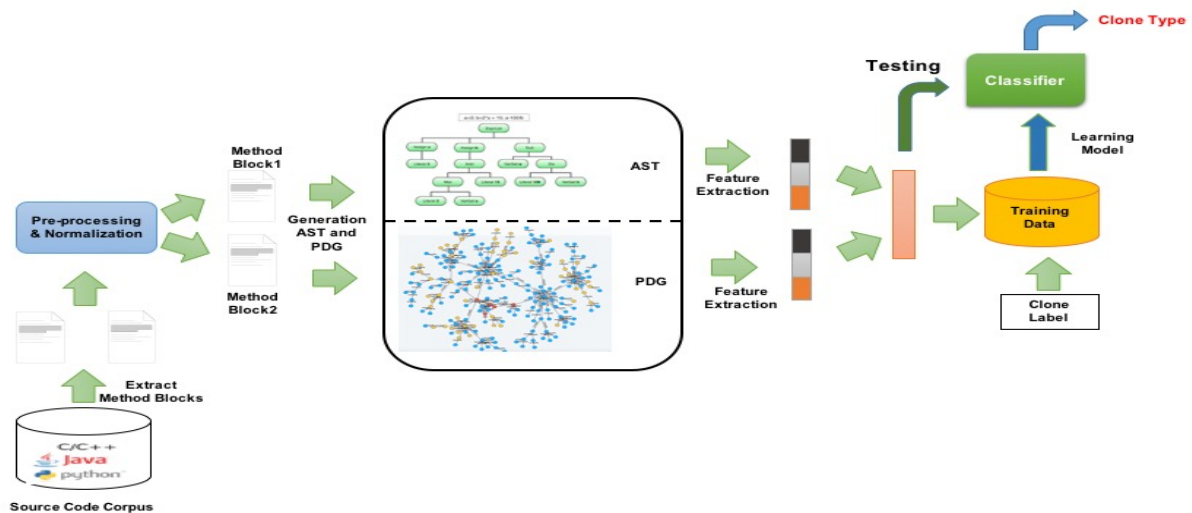 Clone Type
Testing
Classifier
Learning
Model
Method
Block1
AST
Feature
Extraction
Pre-processing
& Normalization
Generation
AST and
PDG
Training
Data
Method
Block2
PDG
Feature
Extraction
Clone
Label
Extract
Method Blocks
C/C++
Java
python
Source Code Corpus